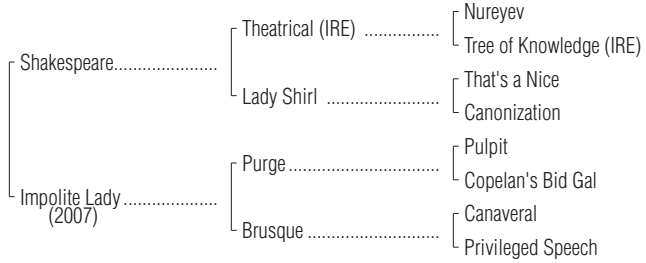 Nureyev
Theatrical (IRE) ..................
Tree of Knowledge (IRE)
Shakespeare........................
That's a Nice
Lady Shirl ...........................
Canonization
Pulpit
Purge....................................
Copelan's Bid Gal
Impolite Lady ......................
(2007)
Canaveral
Brusque ...............................
Privileged Speech